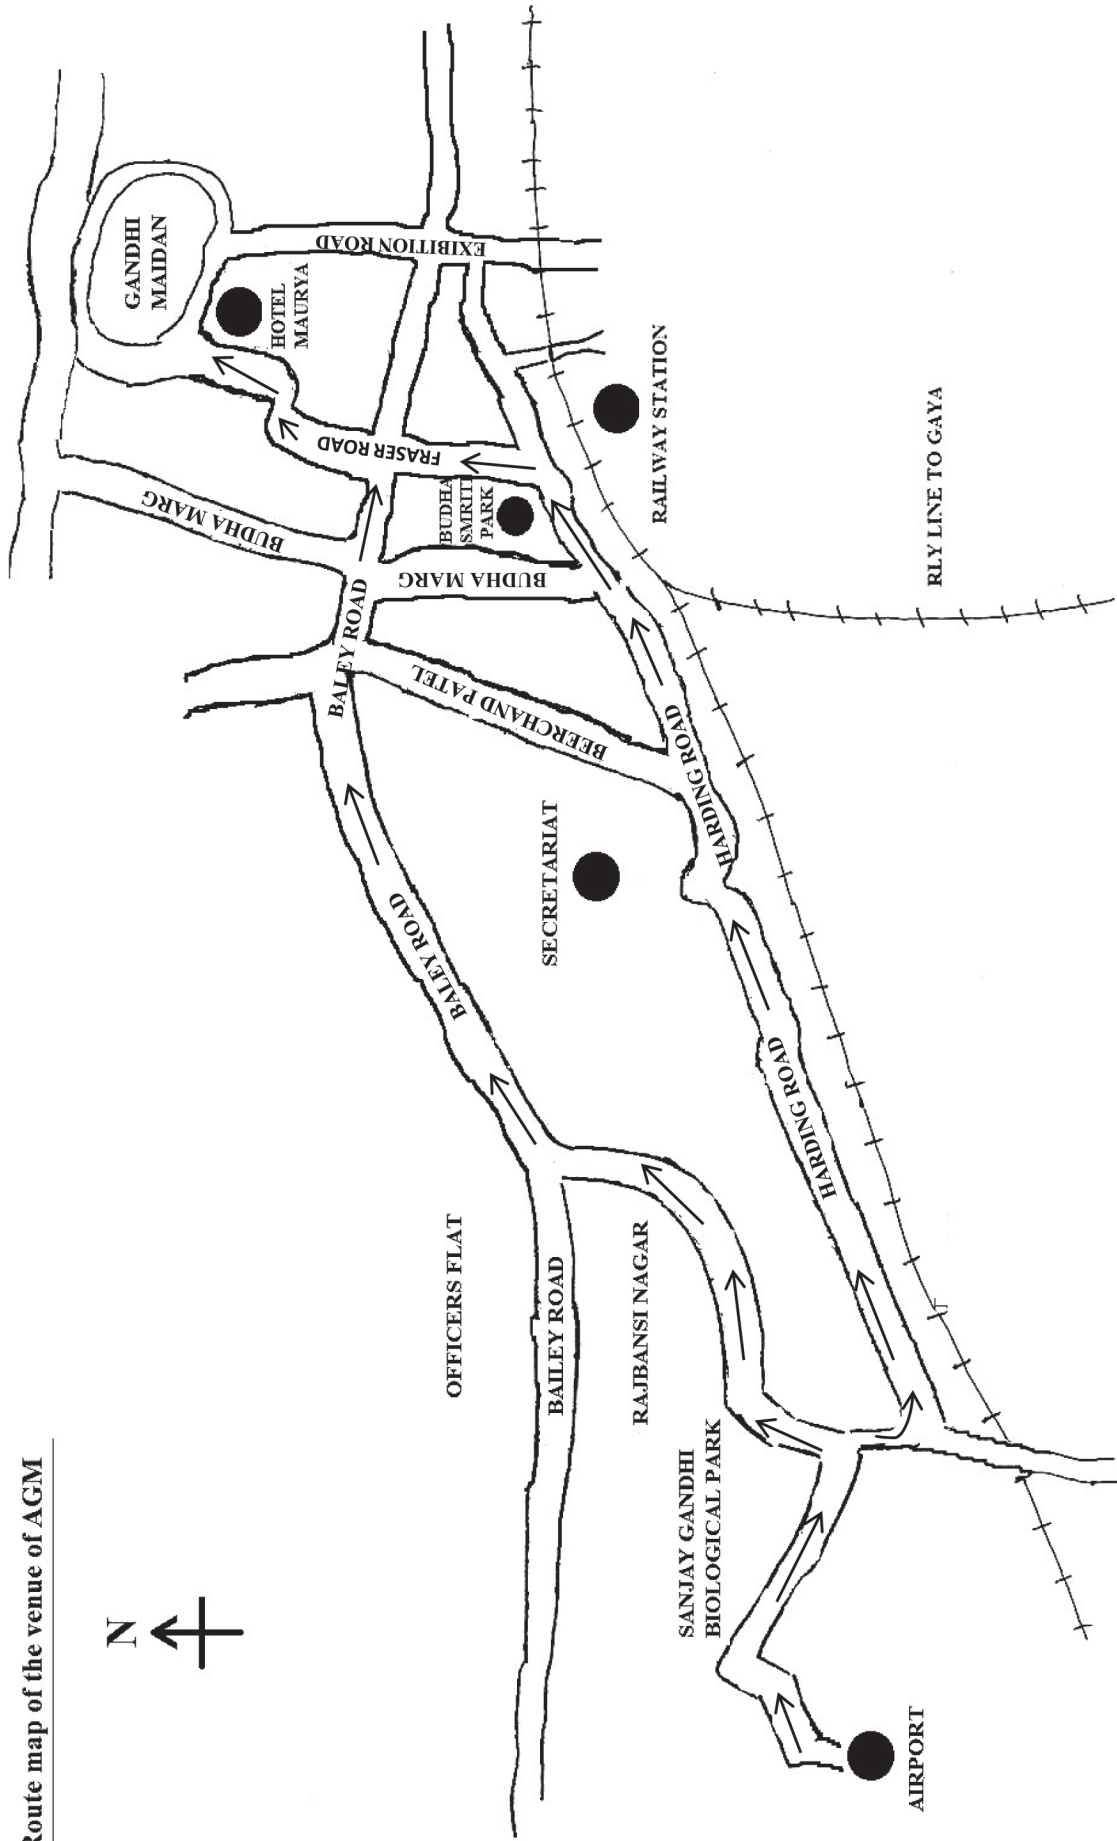 Route map of the venue of AGM
N
GANDHI
MAIDAN
HOTEL
MAURYA
EXIBITION ROAD
BUDHA MARG
FRASER ROAD
BALEY ROAD
BUDHA MARG
BUDHA
SMRITI
PARK
BEERCHAND PATEL
BALEY ROAD
OFFICERS FLAT
BAILEY ROAD
SECRETARIAT
RAILWAY STATION
RAJBANSI NAGAR
HARDING ROAD
SANJAY GANDHI
BIOLOGICAL PARK
HARDING ROAD
AIRPORT
RLY LINE TO GAYA